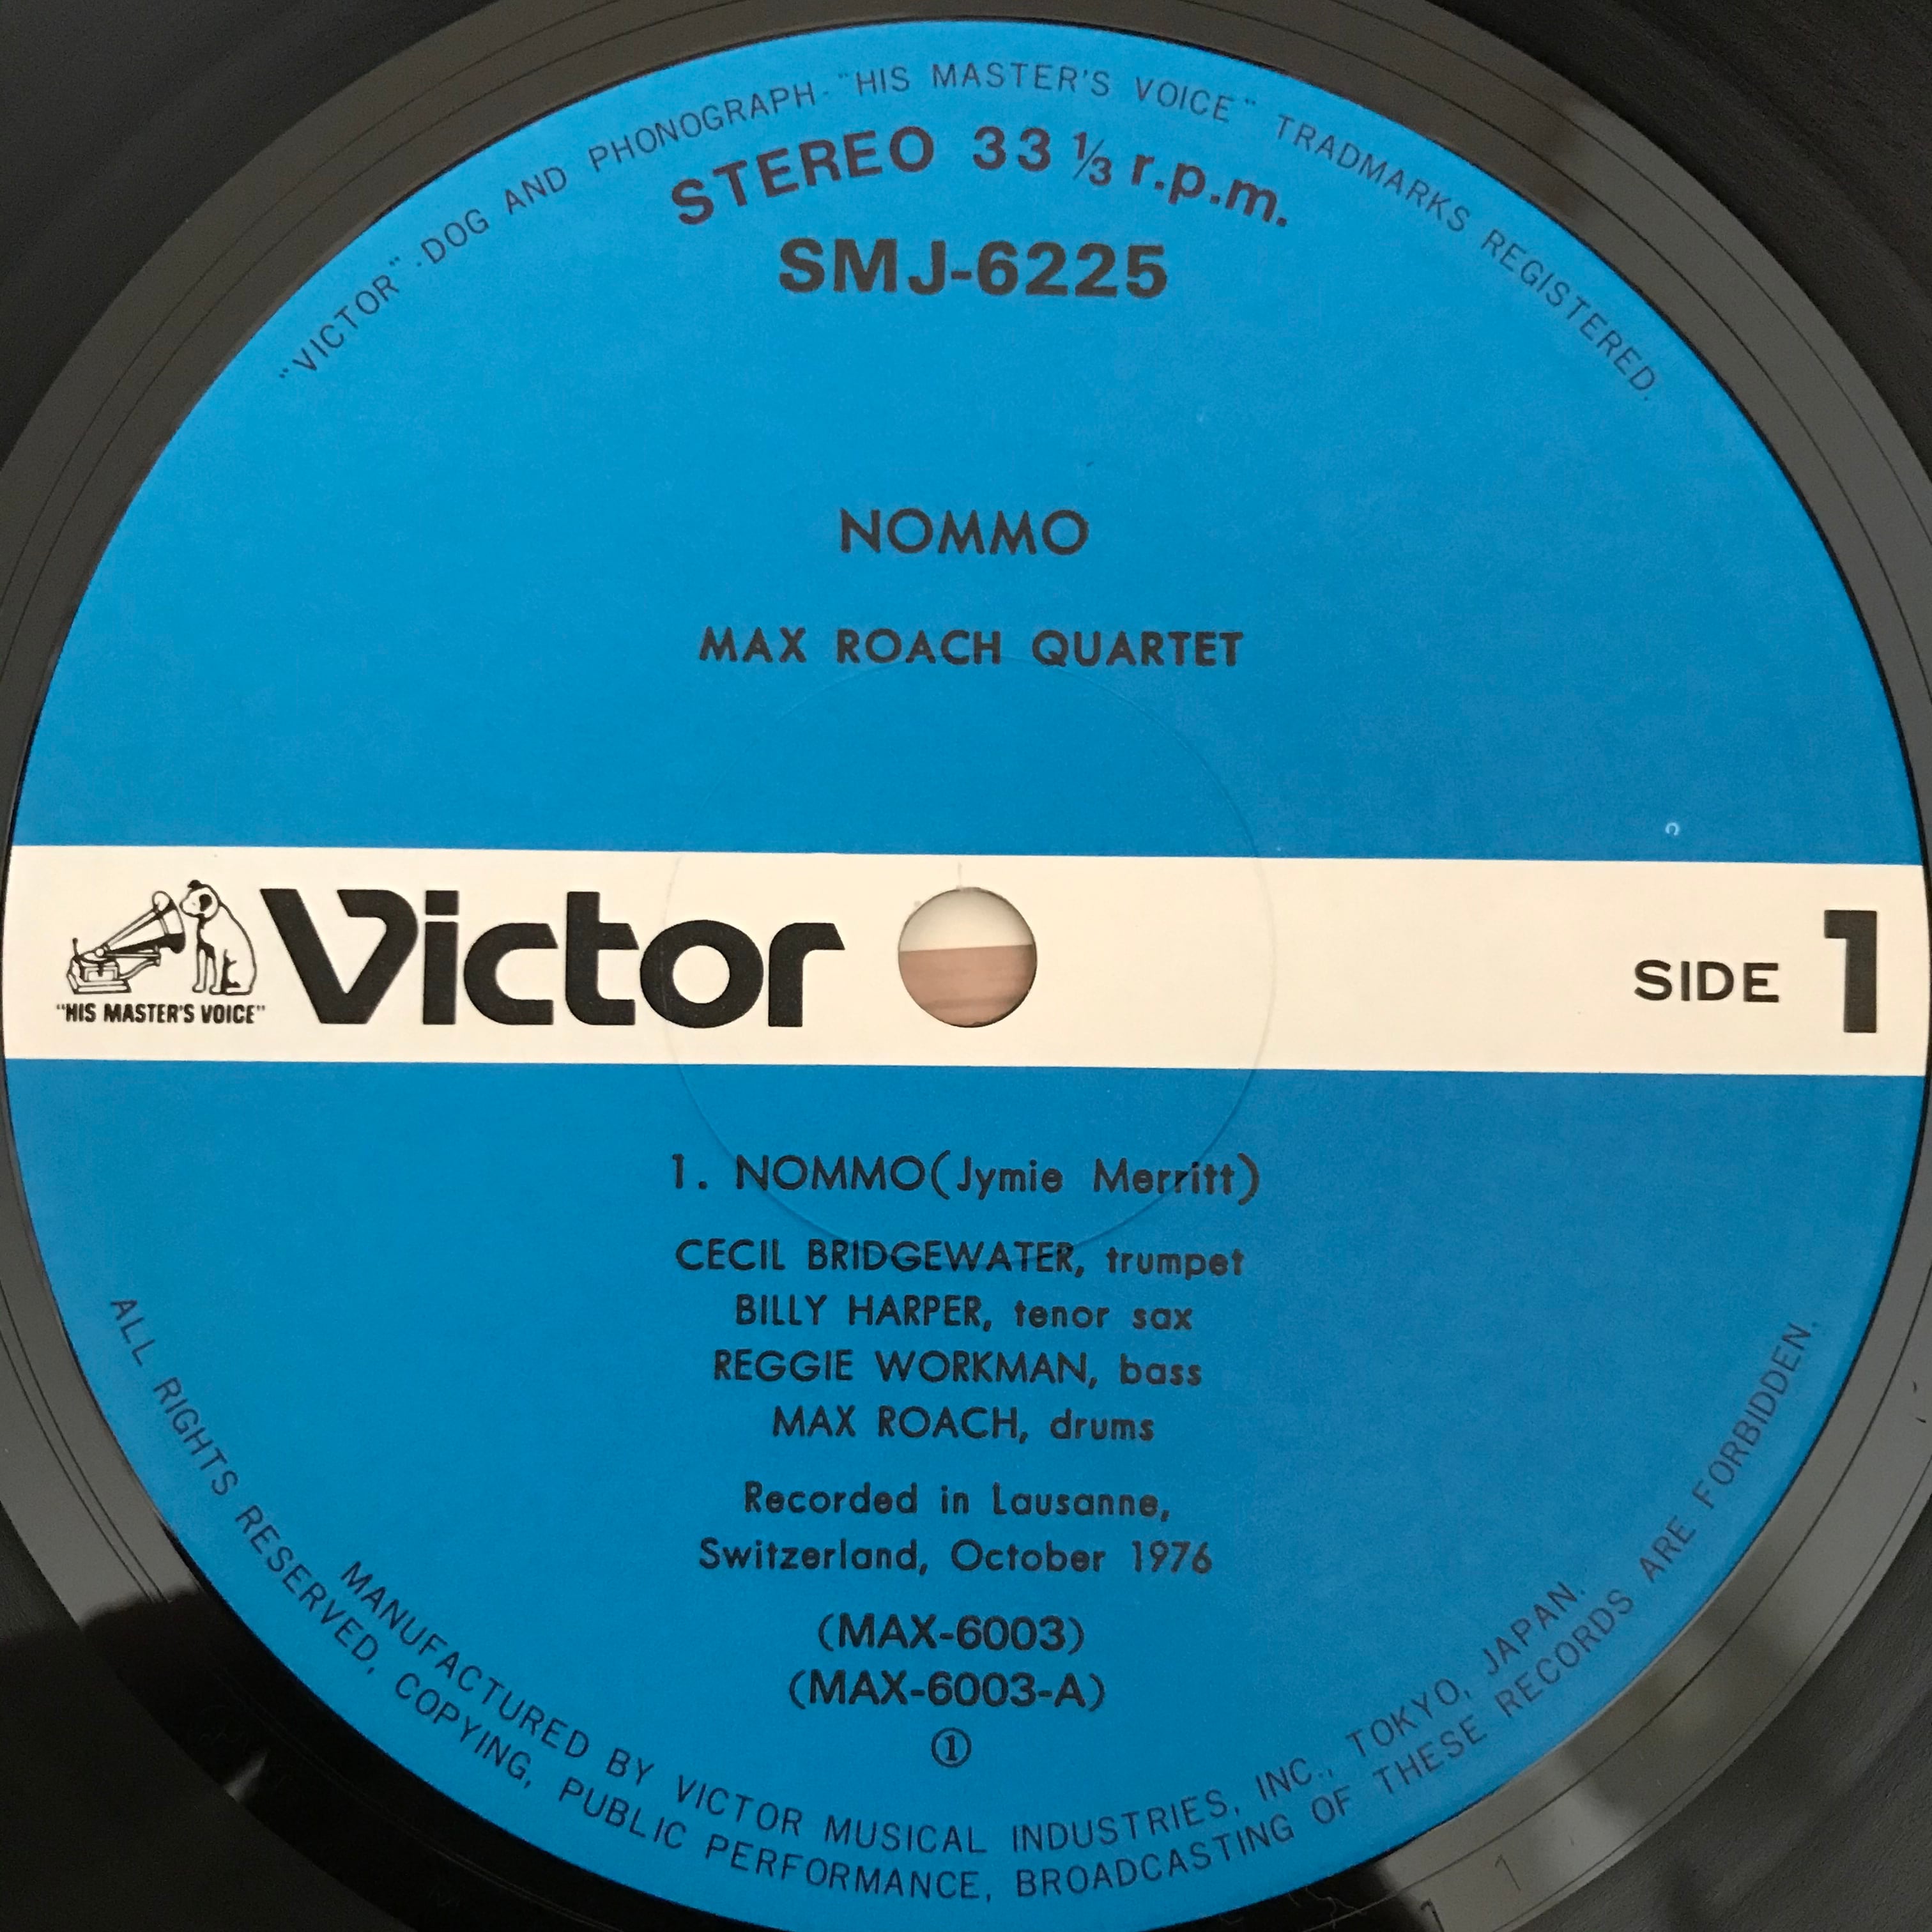 "VICTOR"-DOG AND PHONOGRAPH-"HIS MASTER'S VOICE" TRADMARKS REGISTERED.
STEREO 33 ⅓ r.p.m.
SMJ-6225
NOMMO
MAX ROACH QUARTET
"HIS MASTER'S VOICE"
Victor
SIDE 1
1. NOMMO(Jymie Merritt)
CECIL BRIDGEWATER, trumpet
BILLY HARPER, tenor sax
REGGIE WORKMAN, bass
MAX ROACH, drums
Recorded in Lausanne,
Switzerland, October 1976
(MAX-6003)
(MAX-6003-A)
①
MANUFACTURED BY VICTOR MUSICAL INDUSTRIES, INC., TOKYO, JAPAN.
ALL RIGHTS RESERVED, COPYING, PUBLIC PERFORMANCE, BROADCASTING OF THESE RECORDS ARE FORBIDDEN.